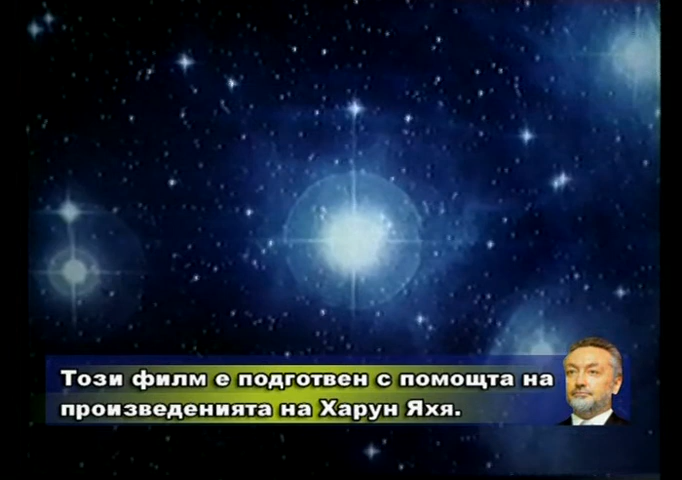 Този филм е подготвен с помощта на
произведенията на Харун Яхя.